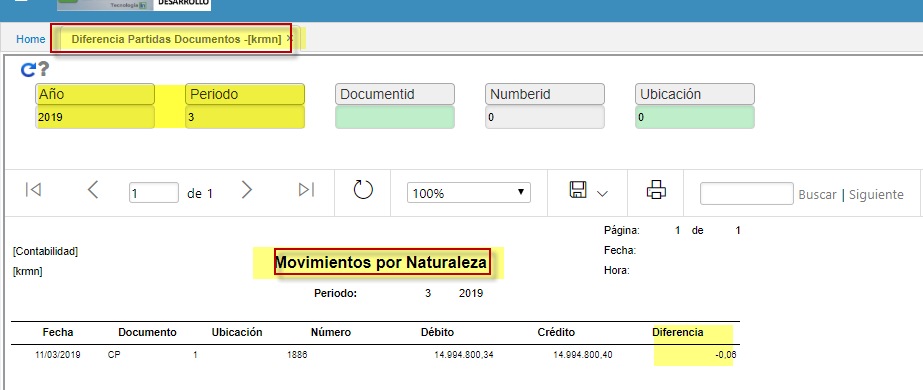 Tecnología
DESARROLLO
Home Diferencia Partidas Documentos -[krmn] ×
?
Año Periodo Documentid Numberid Ubicación
2019 3 0 0
1 de 1 100% Buscar | Siguiente
Página: 1 de 1
[Contabilidad] Fecha:
Movimientos por Naturaleza
[krmn] Hora:
Periodo: 3 2019
Fecha Documento Ubicación Número Débito Crédito Diferencia
11/03/2019 CP 1 1886 14.994.800,34 14.994.800,40 -0,06